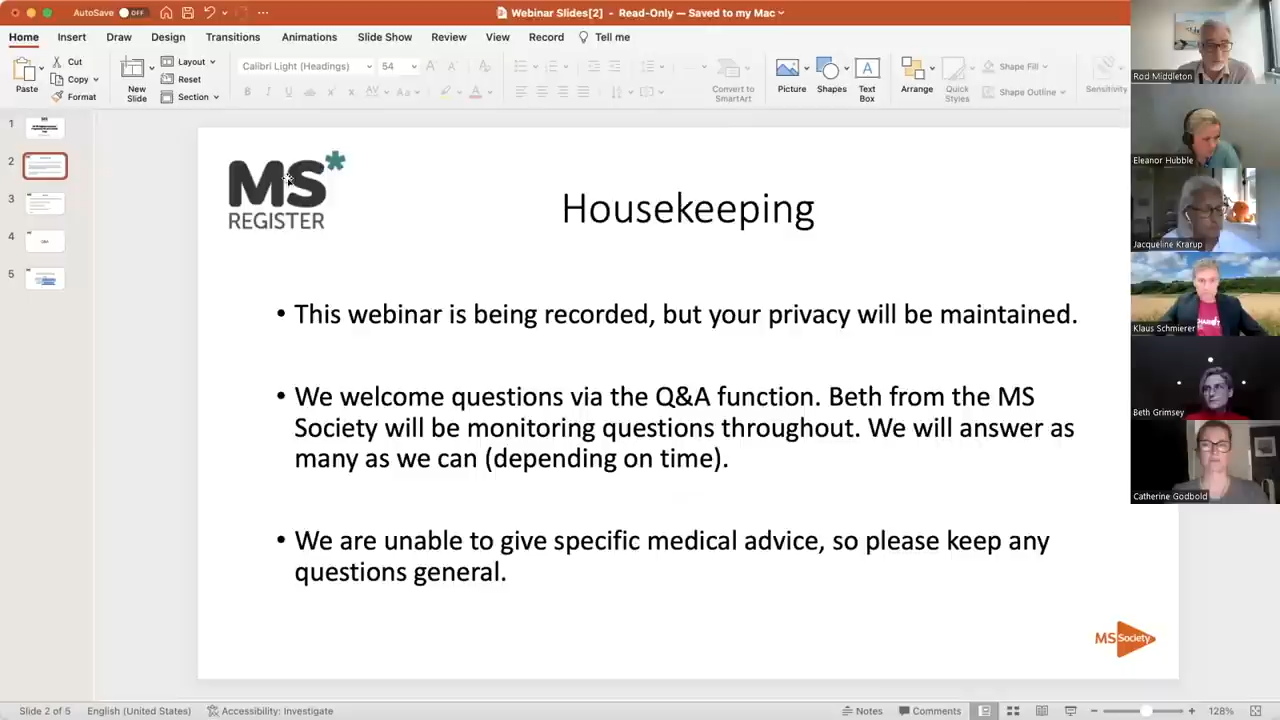 AutoSave OFF
Webinar Slides[2] - Read-Only — Saved to my Mac
Home Insert Draw Design Transitions Animations Slide Show Review View Record Tell me
Paste
Cut
Copy
Format
New Slide
Layout
Reset
Section
Calibri Light (Headings) 54
Convert to SmartArt
Picture
Shapes
Text Box
Arrange
Quick Styles
Shape Fill
Shape Outline
Sensitivity
1
2
3
4
5
MS
REGISTER
Housekeeping
• This webinar is being recorded, but your privacy will be maintained.
• We welcome questions via the Q&A function. Beth from the MS
Society will be monitoring questions throughout. We will answer as
many as we can (depending on time).
• We are unable to give specific medical advice, so please keep any
questions general.
MS Society
Rod Middleton
Eleanor Hubble
Jacqueline Krarup
Klaus Schmierer
Beth Grimsey
Catherine Godbold
Slide 2 of 5 English (United States) Accessibility: Investigate Notes Comments 128%